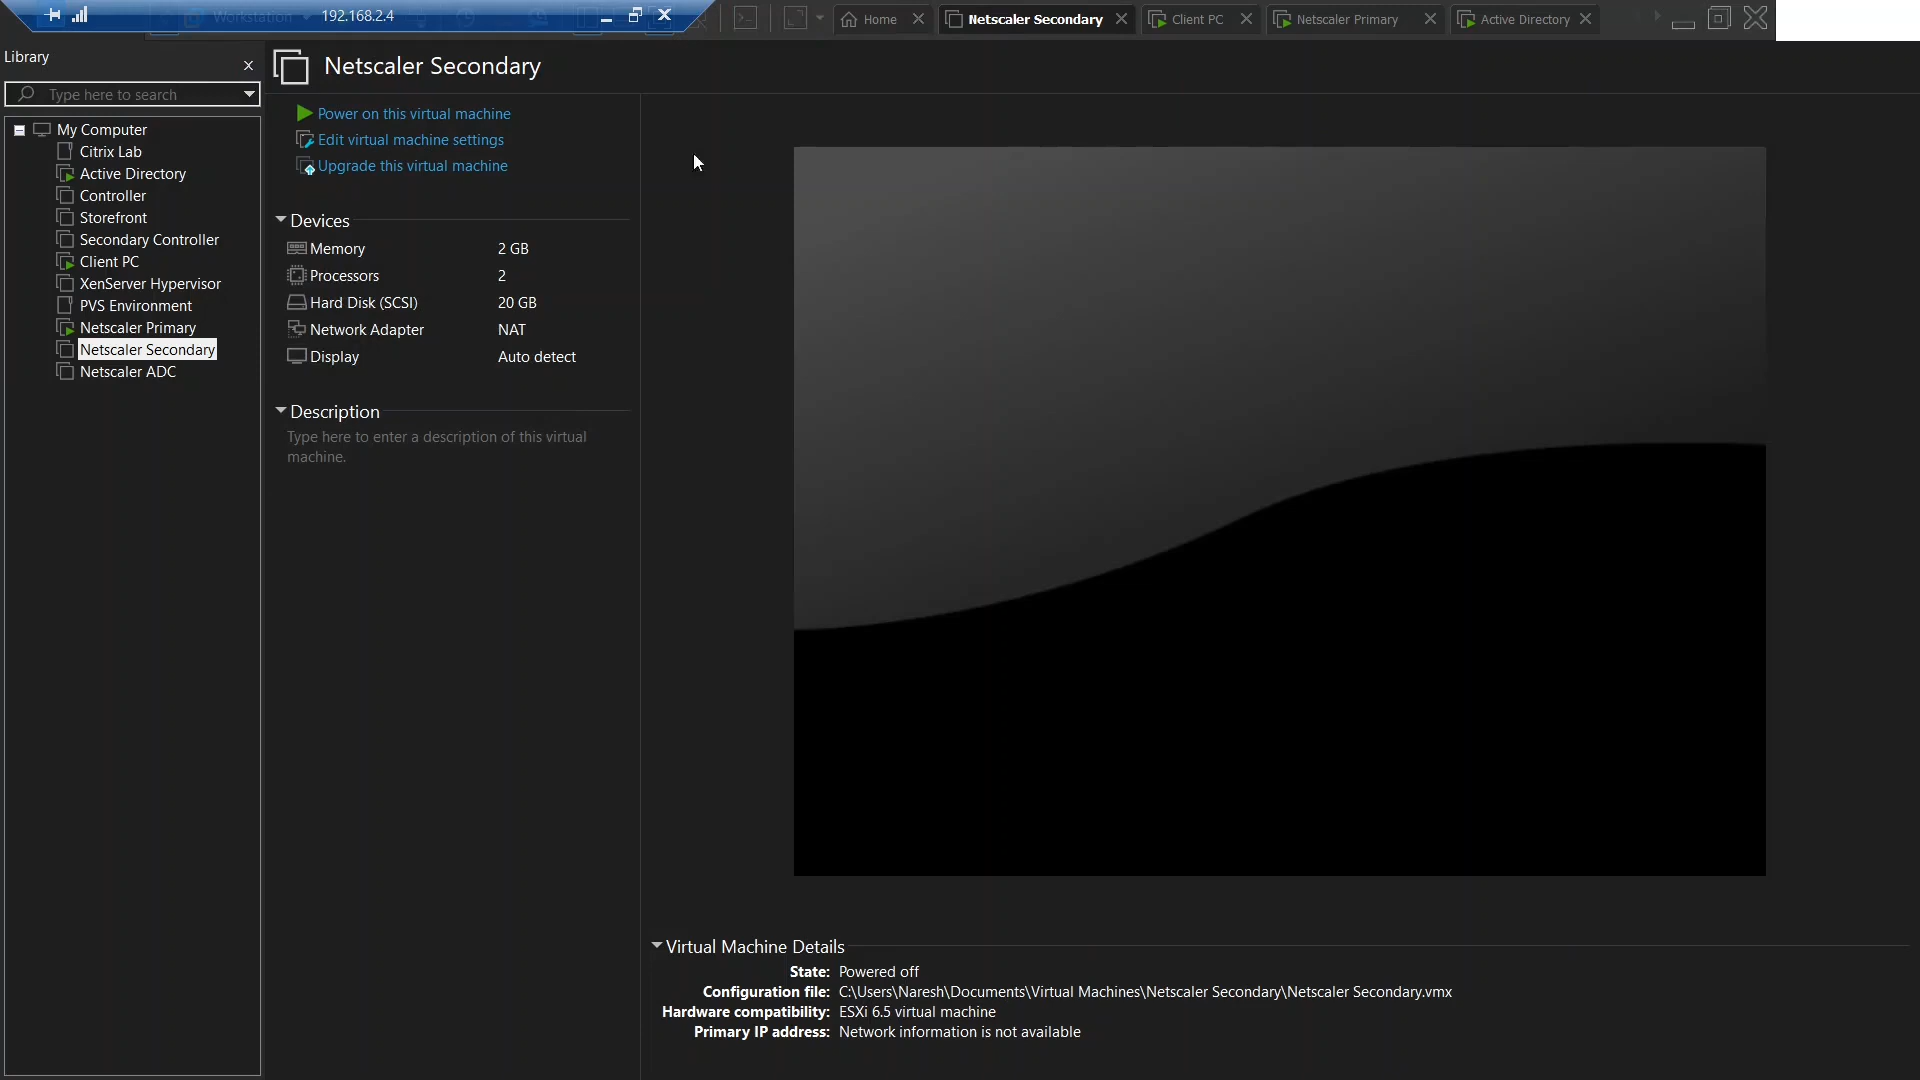 Workstation
192.168.2.4
Home
Netscaler Secondary
Client PC
Netscaler Primary
Active Directory
Library
Type here to search
My Computer
Citrix Lab
Active Directory
Controller
Storefront
Secondary Controller
Client PC
XenServer Hypervisor
PVS Environment
Netscaler Primary
Netscaler Secondary
Netscaler ADC
Netscaler Secondary
Power on this virtual machine
Edit virtual machine settings
Upgrade this virtual machine
Devices
Memory 2 GB
Processors 2
Hard Disk (SCSI) 20 GB
Network Adapter NAT
Display Auto detect
Description
Type here to enter a description of this virtual
machine.
Virtual Machine Details
State: Powered off
Configuration file: C:\Users\Naresh\Documents\Virtual Machines\Netscaler Secondary\Netscaler Secondary.vmx
Hardware compatibility: ESXi 6.5 virtual machine
Primary IP address: Network information is not available